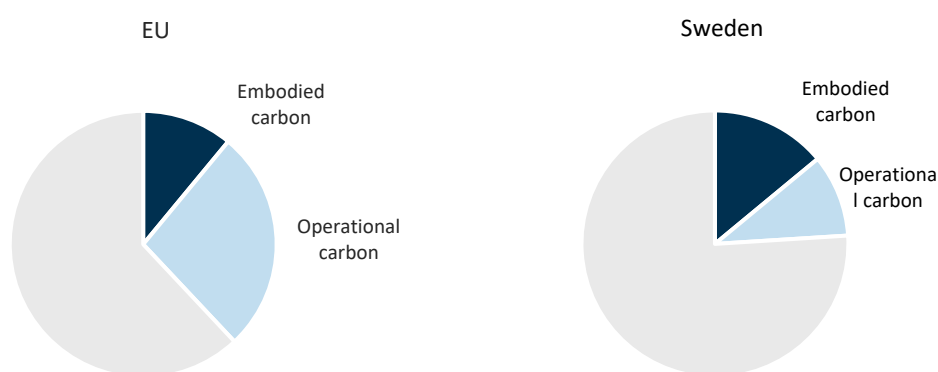 EU
Embodied
carbon
Operational
carbon
Sweden
Embodied
carbon
Operationa
l carbon